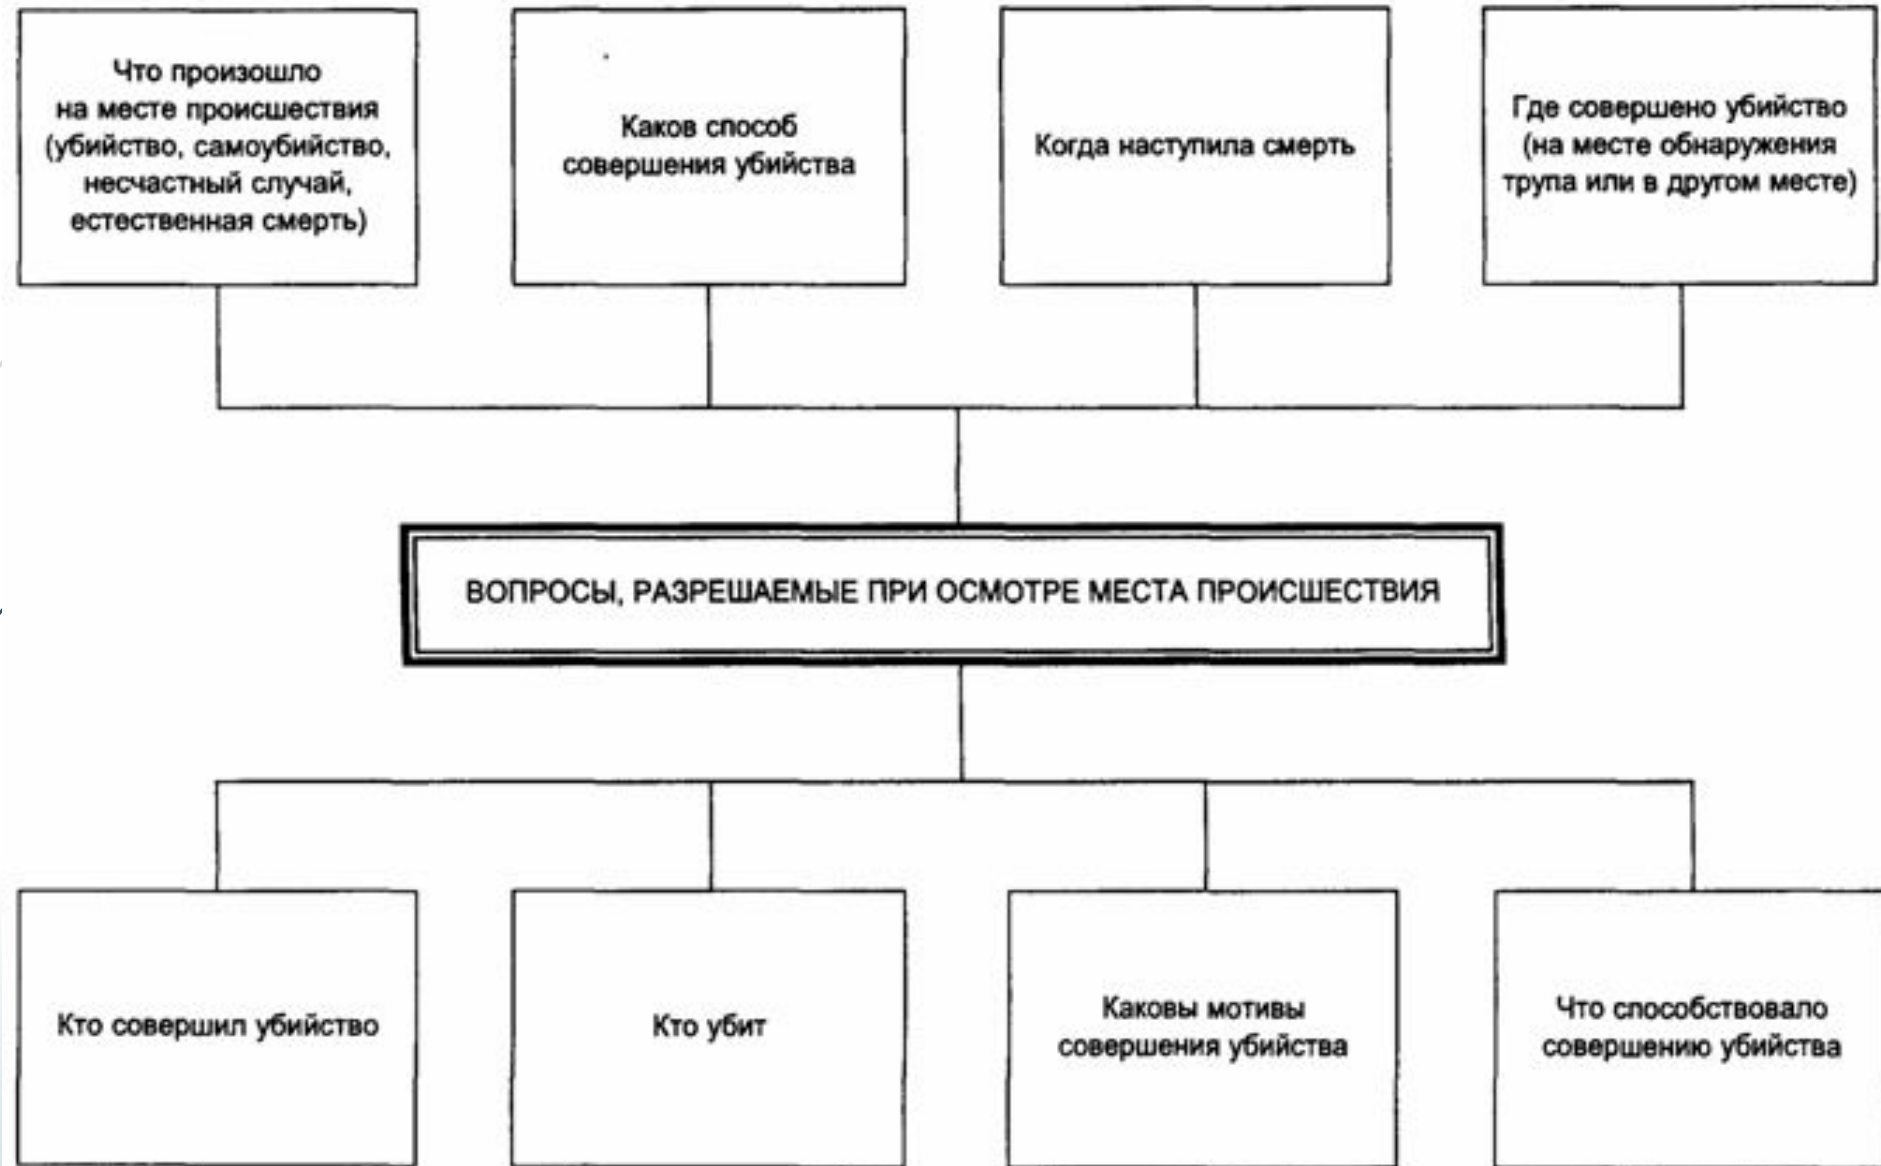 Что произошло
на месте происшествия
(убийство, самоубийство,
несчастный случай,
естественная смерть)
Каков способ
совершения убийства
Когда наступила смерть
Где совершено убийство
(на месте обнаружения
трупа или в другом месте)
ВОПРОСЫ, РАЗРЕШАЕМЫЕ ПРИ ОСМОТРЕ МЕСТА ПРОИСШЕСТВИЯ
Кто совершил убийство
Кто убит
Каковы мотивы
совершения убийства
Что способствовало
совершению убийства